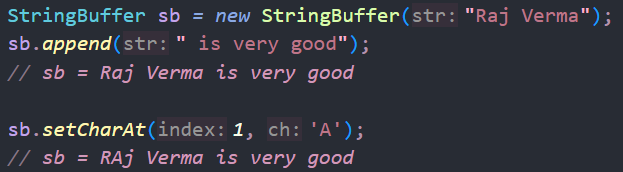 StringBuffer sb = new StringBuffer(str: "Raj Verma");
sb.append(str: " is very good");
// sb = Raj Verma is very good
sb.setCharAt(index: 1, ch: 'A');
// sb = RAj Verma is very good